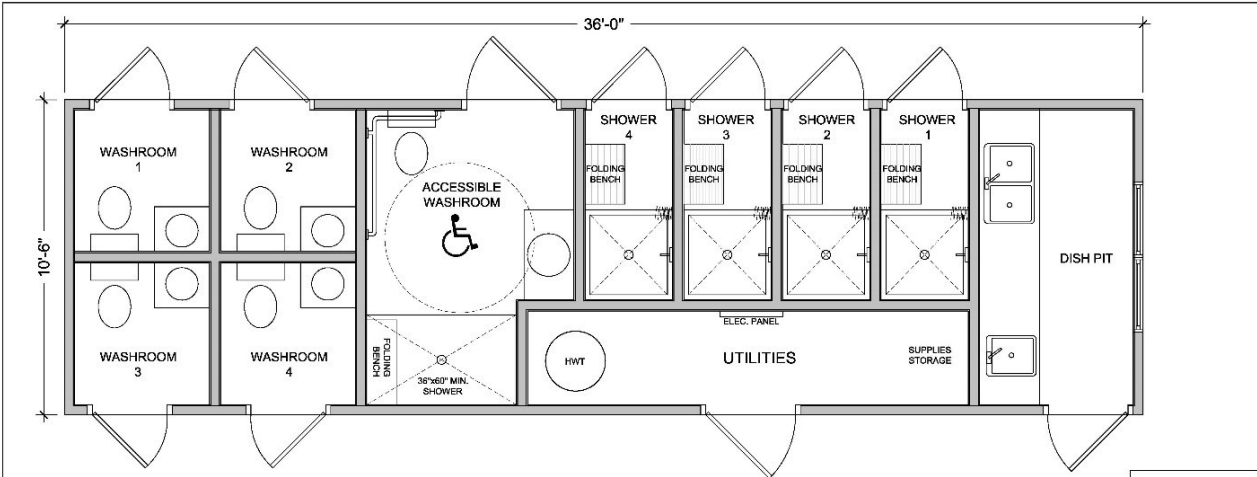 36'-0"
10'-6"
WASHROOM
1
WASHROOM
2
ACCESSIBLE
WASHROOM
SHOWER
4
SHOWER
3
SHOWER
2
SHOWER
1
FOLDING
BENCH
FOLDING
BENCH
FOLDING
BENCH
FOLDING
BENCH
DISH PIT
WASHROOM
3
WASHROOM
4
FOLDING
BENCH
36"x60" MIN.
SHOWER
HWT
ELEC. PANEL
UTILITIES
SUPPLIES
STORAGE